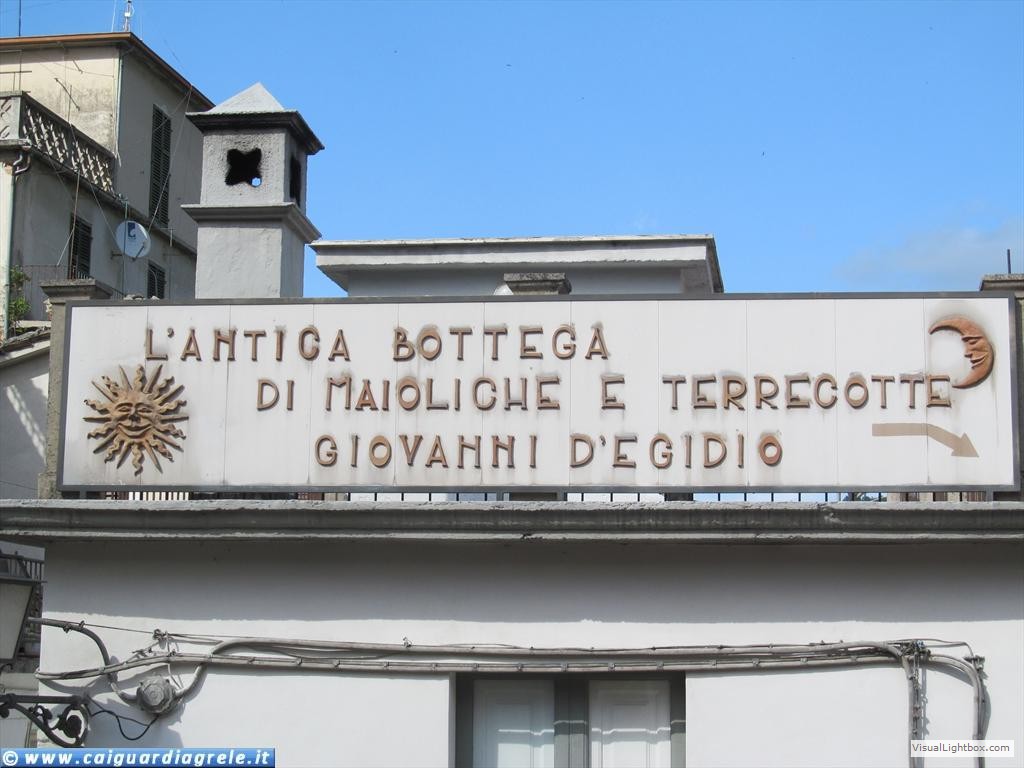 L'ANTICA BOTTEGA
DI MAIOLICHE E TERRECOTTE
GIOVANNI D'EGIDIO
© www.caiguardiagrele.it
VisualLightbox.com